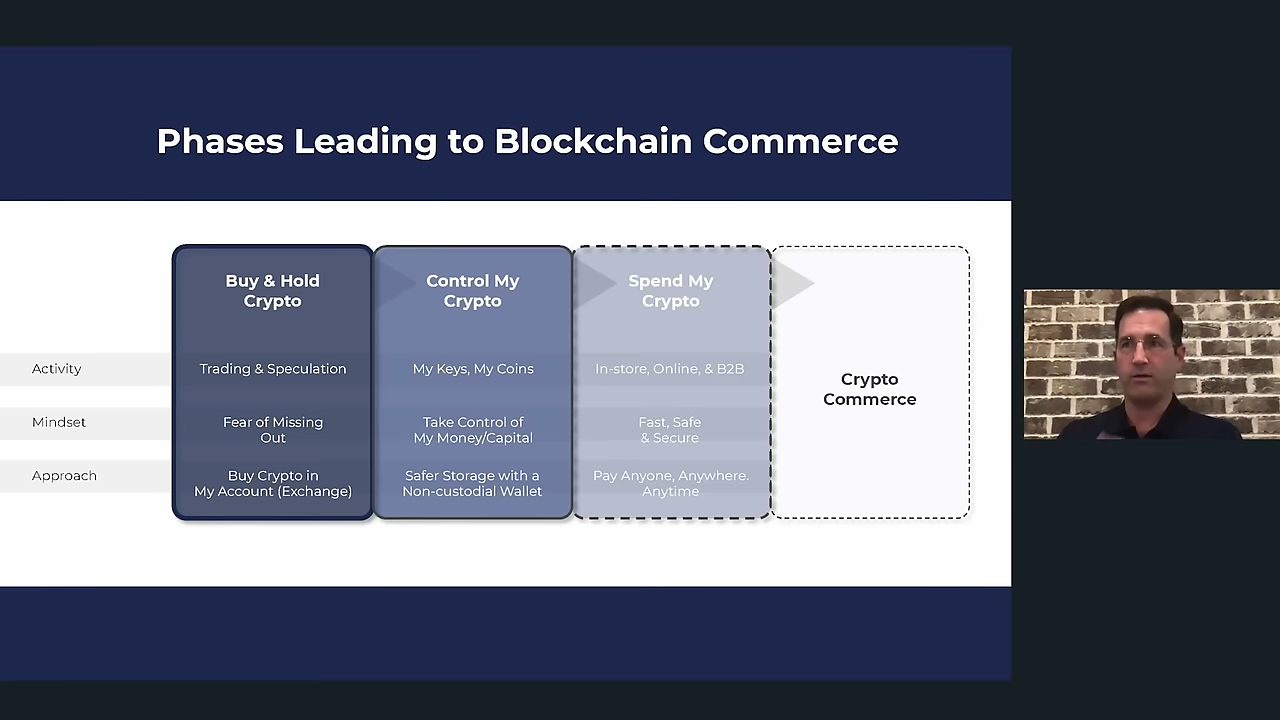 Phases Leading to Blockchain Commerce
Buy & Hold
Crypto
Control My
Crypto
Spend My
Crypto
Activity
Trading & Speculation
My Keys, My Coins
In-store, Online, & B2B
Crypto
Commerce
Mindset
Fear of Missing
Out
Take Control of
My Money/Capital
Fast, Safe
& Secure
Approach
Buy Crypto in
My Account (Exchange)
Safer Storage with a
Non-custodial Wallet
Pay Anyone, Anywhere.
Anytime